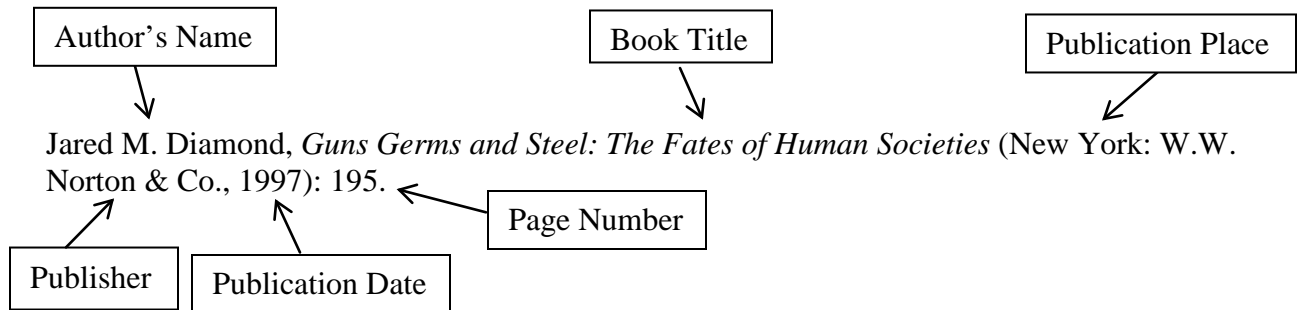 Author’s Name
Book Title
Publication Place
Jared M. Diamond, Guns Germs and Steel: The Fates of Human Societies (New York: W.W.
Norton & Co., 1997): 195.
Page Number
Publisher
Publication Date